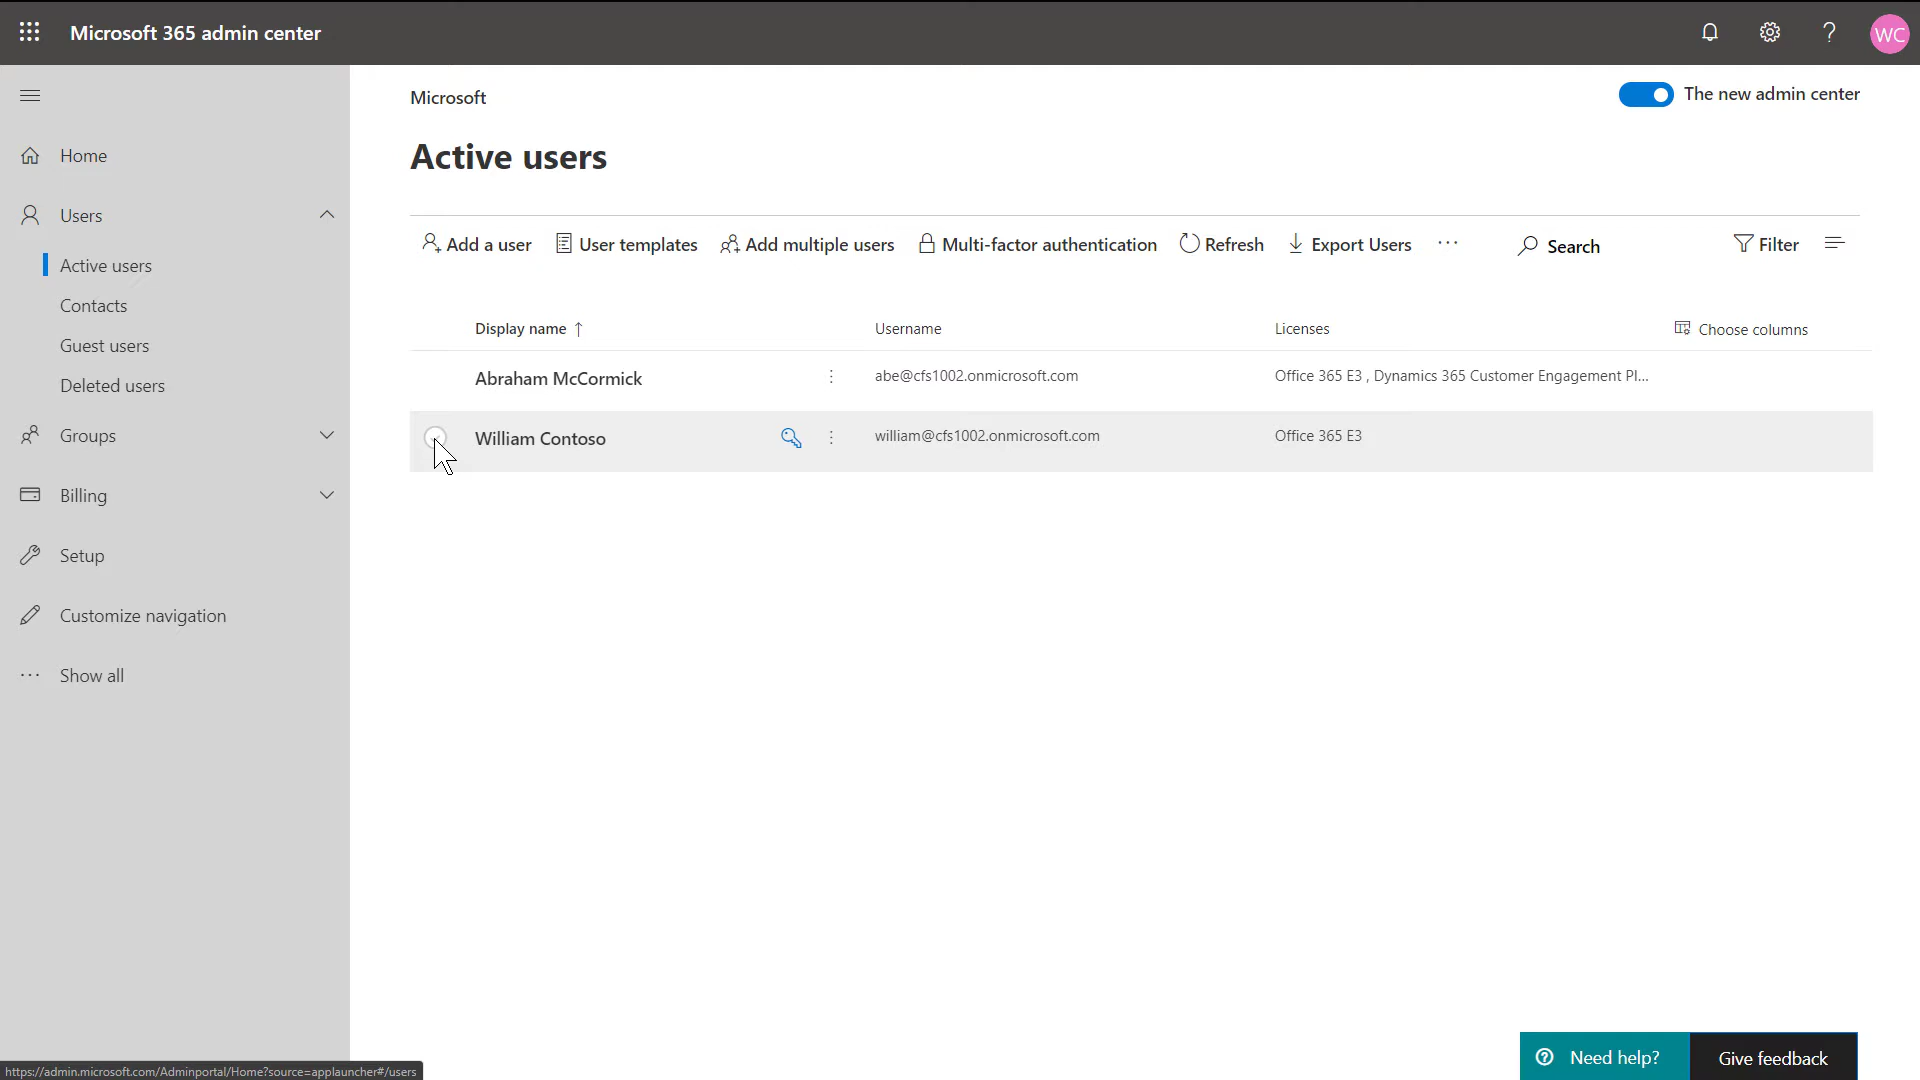 Microsoft 365 admin center
WC
Microsoft
The new admin center
Active users
Home
Users
Active users
Contacts
Guest users
Deleted users
Groups
Billing
Setup
Customize navigation
Show all
Add a user
User templates
Add multiple users
Multi-factor authentication
Refresh
Export Users
Search
Filter
Display name ↑
Username
Licenses
Choose columns
Abraham McCormick
abe@cfs1002.onmicrosoft.com
Office 365 E3 , Dynamics 365 Customer Engagement Pl...
William Contoso
william@cfs1002.onmicrosoft.com
Office 365 E3
Need help?
Give feedback
https://admin.microsoft.com/Adminportal/Home?source=applauncher#/users